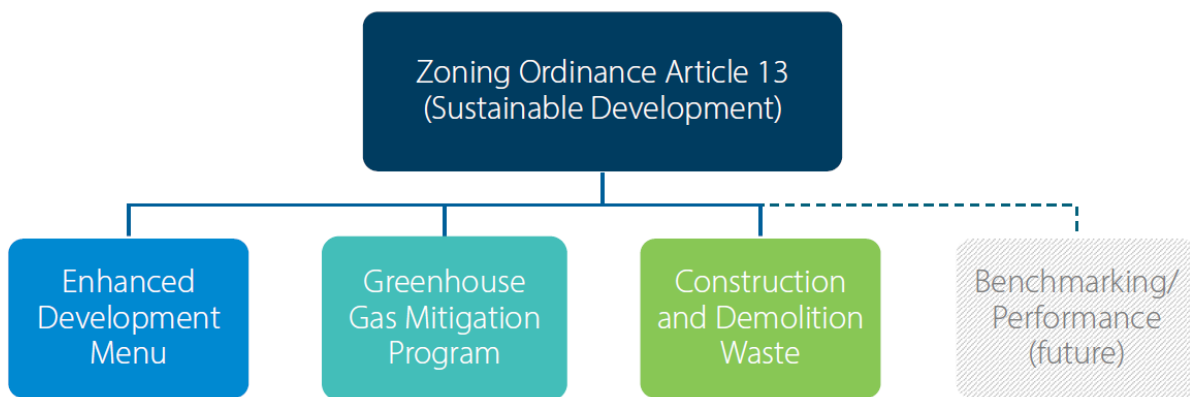 Zoning Ordinance Article 13
(Sustainable Development)
Enhanced
Development
Menu
Greenhouse
Gas Mitigation
Program
Construction
and Demolition
Waste
Benchmarking/
Performance
(future)